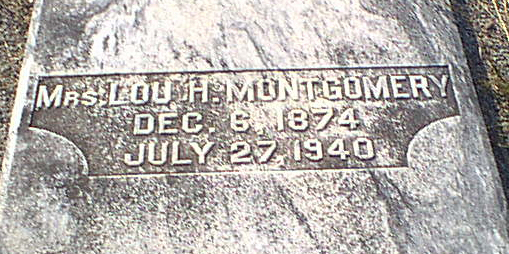 Mrs. LOU H. MONTGOMERY
DEC. 6, 1874
JULY 27, 1940